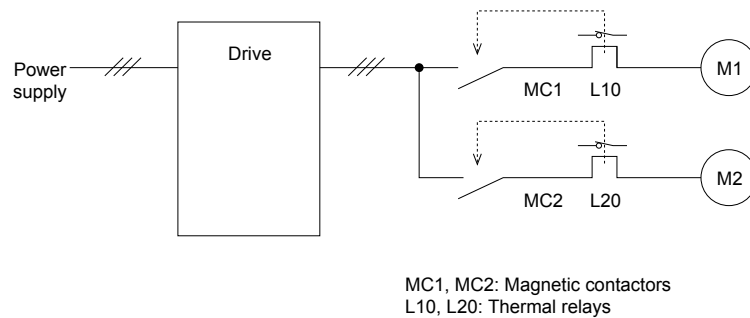 Drive
Power
supply
M1
MC1
L10
M2
MC2
L20
MC1, MC2: Magnetic contactors
L10, L20: Thermal relays